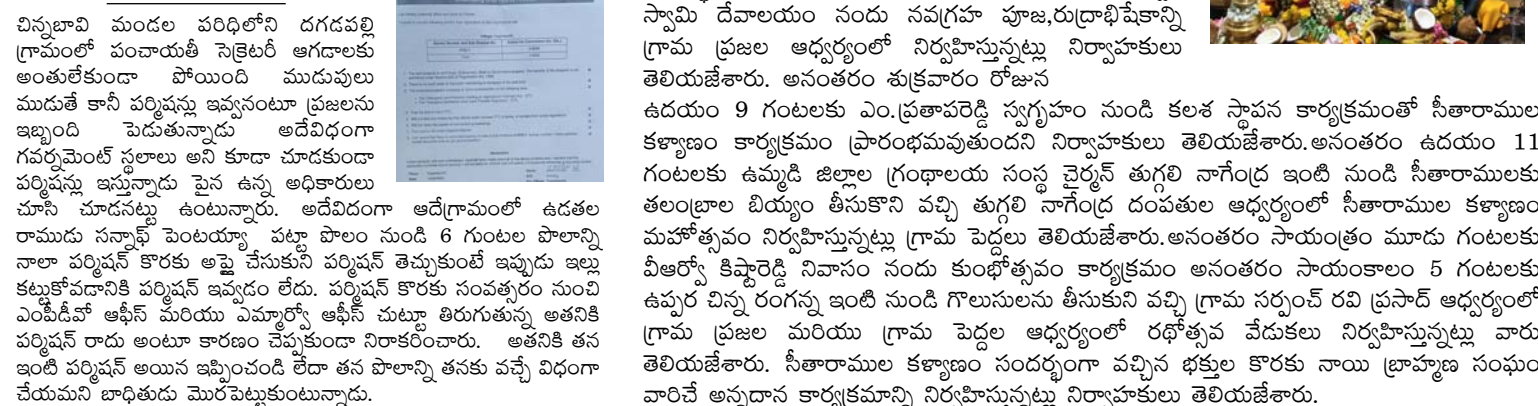 చిన్నబావి మండల పరిధిలోని దగడపల్లి
గ్రామంలో పంచాయతీ సెక్రెటరీ ఆగడాలకు
అంతులేకుండా పోయింది ముడుపులు
ముడుతే కానీ పర్మిషన్లు ఇవ్వనంటూ ప్రజలను
ఇబ్బంది పెడుతున్నాడు అదేవిధంగా
గవర్నమెంట్ స్థలాలు అని కూడా చూడకుండా
పర్మిషన్లు ఇస్తున్నాడు పైన ఉన్న అధికారులు
చూసి చూడనట్టు ఉంటున్నారు. అదేవిదంగా ఆదేగ్రామంలో ఉడతల
రాముడు సన్నాఫ్ పెంటయ్యా పట్టా పొలం నుండి 6 గుంటల పొలాన్ని
నాలా పర్మిషన్ కొరకు అప్లై చేసుకుని పర్మిషన్ తెచ్చుకుంటే ఇప్పుడు ఇల్లు
కట్టుకోవడానికి పర్మిషన్ ఇవ్వడం లేదు. పర్మిషన్ కొరకు సంవత్సరం నుంచి
ఎంపీడీవో ఆఫీస్ మరియు ఎమ్మార్వో ఆఫీస్ చుట్టూ తిరుగుతున్న అతనికి
పర్మిషన్ రాదు అంటూ కారణం చెప్పకుండా నిరాకరించారు. అతనికి తన
ఇంటి పర్మిషన్ అయిన ఇప్పించండి లేదా తన పొలాన్ని తనకు వచ్చే విధంగా
చేయమని బాధితుడు మొరపెట్టుకుంటున్నాడు.
స్వామి దేవాలయం నందు నవగ్రహ పూజ,రుద్రాభిషేకాన్ని
గ్రామ ప్రజల ఆధ్వర్యంలో నిర్వహిస్తున్నట్లు నిర్వాహకులు
తెలియజేశారు. అనంతరం శుక్రవారం రోజున
ఉదయం 9 గంటలకు ఎం.ప్రతాపరెడ్డి స్వగృహం నుండి కలశ స్థాపన కార్యక్రమంతో సీతారాముల
కళ్యాణం కార్యక్రమం ప్రారంభమవుతుందని నిర్వాహకులు తెలియజేశారు.అనంతరం ఉదయం 11
గంటలకు ఉమ్మడి జిల్లాల గ్రంథాలయ సంస్థ చైర్మన్ తుగ్గలి నాగేంద్ర ఇంటి నుండి సీతారాములకు
తలంబ్రాల బియ్యం తీసుకొని వచ్చి తుగ్గలి నాగేంద్ర దంపతుల ఆధ్వర్యంలో సీతారాముల కళ్యాణం
మహోత్సవం నిర్వహిస్తున్నట్లు గ్రామ పెద్దలు తెలియజేశారు.అనంతరం సాయంత్రం మూడు గంటలకు
వీఆర్వో కిష్టారెడ్డి నివాసం నందు కుంభోత్సవం కార్యక్రమం అనంతరం సాయంకాలం 5 గంటలకు
ఉప్పర చిన్న రంగన్న ఇంటి నుండి గొలుసులను తీసుకుని వచ్చి గ్రామ సర్పంచ్ రవి ప్రసాద్ ఆధ్వర్యంలో
గ్రామ ప్రజల మరియు గ్రామ పెద్దల ఆధ్వర్యంలో రథోత్సవ వేడుకలు నిర్వహిస్తున్నట్లు వారు
తెలియజేశారు. సీతారాముల కళ్యాణం సందర్భంగా వచ్చిన భక్తుల కొరకు నాయి బ్రాహ్మణ సంఘం
వారిచే అన్నదాన కార్యక్రమాన్ని నిర్వహిస్తున్నట్లు నిర్వాహకులు తెలియజేశారు.